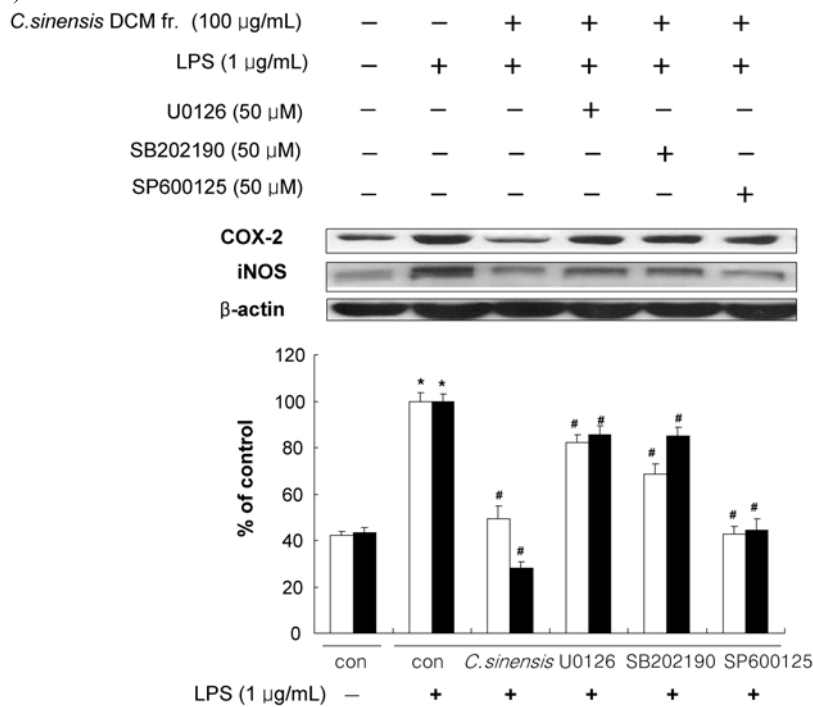 )
C.sinensis DCM fr. (100 µg/mL) – – + + + +
LPS (1 µg/mL) – + + + + +
U0126 (50 µM) – – – + – –
SB202190 (50 µM) – – – – + –
SP600125 (50 µM) – – – – – +
COX-2
iNOS
β-actin
120
* *
100
# #
#
80
#
60
#
# #
40
#
20
0
% of control
con con C.sinensis U0126 SB202190 SP600125
LPS (1 µg/mL) – + + + + +